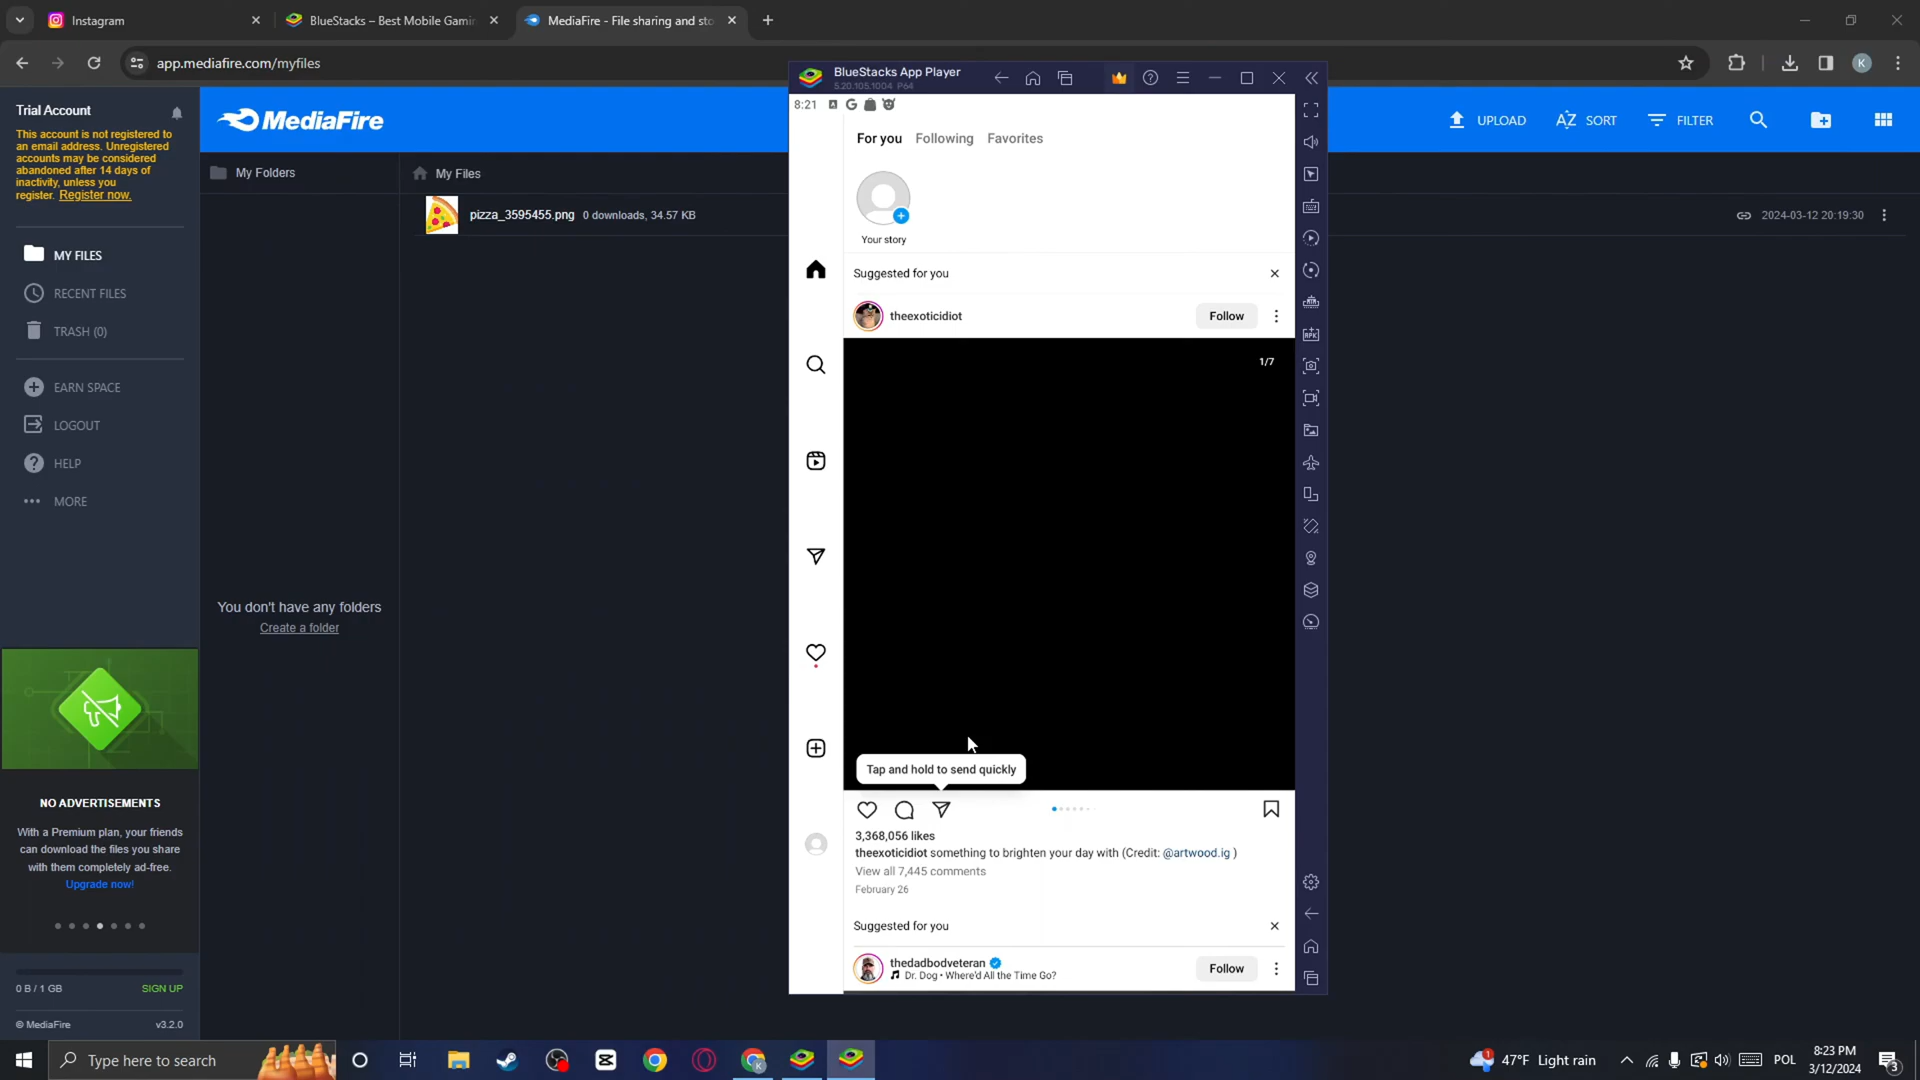 Instagram
BlueStacks – Best Mobile Gamin
MediaFire - File sharing and sto
app.mediafire.com/myfiles
K
Trial Account
This account is not registered to
an email address. Unregistered
accounts may be considered
abandoned after 14 days of
inactivity, unless you
register. Register now.
MY FILES
RECENT FILES
TRASH (0)
EARN SPACE
LOGOUT
HELP
MORE
NO ADVERTISEMENTS
With a Premium plan, your friends
can download the files you share
with them completely ad-free.
Upgrade now!
0 B / 1 GB
SIGN UP
© MediaFire
v3.2.0
MediaFire
UPLOAD
SORT
FILTER
My Folders
You don't have any folders
Create a folder
My Files
pizza_3595455.png 0 downloads, 34.57 KB
2024-03-12 20:19:30
BlueStacks App Player
5.20.105.1004 P64
8:21
For you Following Favorites
Your story
Suggested for you
theexoticidiot
Follow
1/7
Tap and hold to send quickly
3,368,056 likes
theexoticidiot something to brighten your day with (Credit: @artwood.ig )
View all 7,445 comments
February 26
Suggested for you
thedadbodveteran
Dr. Dog • Where'd All the Time Go?
Follow
Type here to search
47°F Light rain
POL
8:23 PM
3/12/2024
3